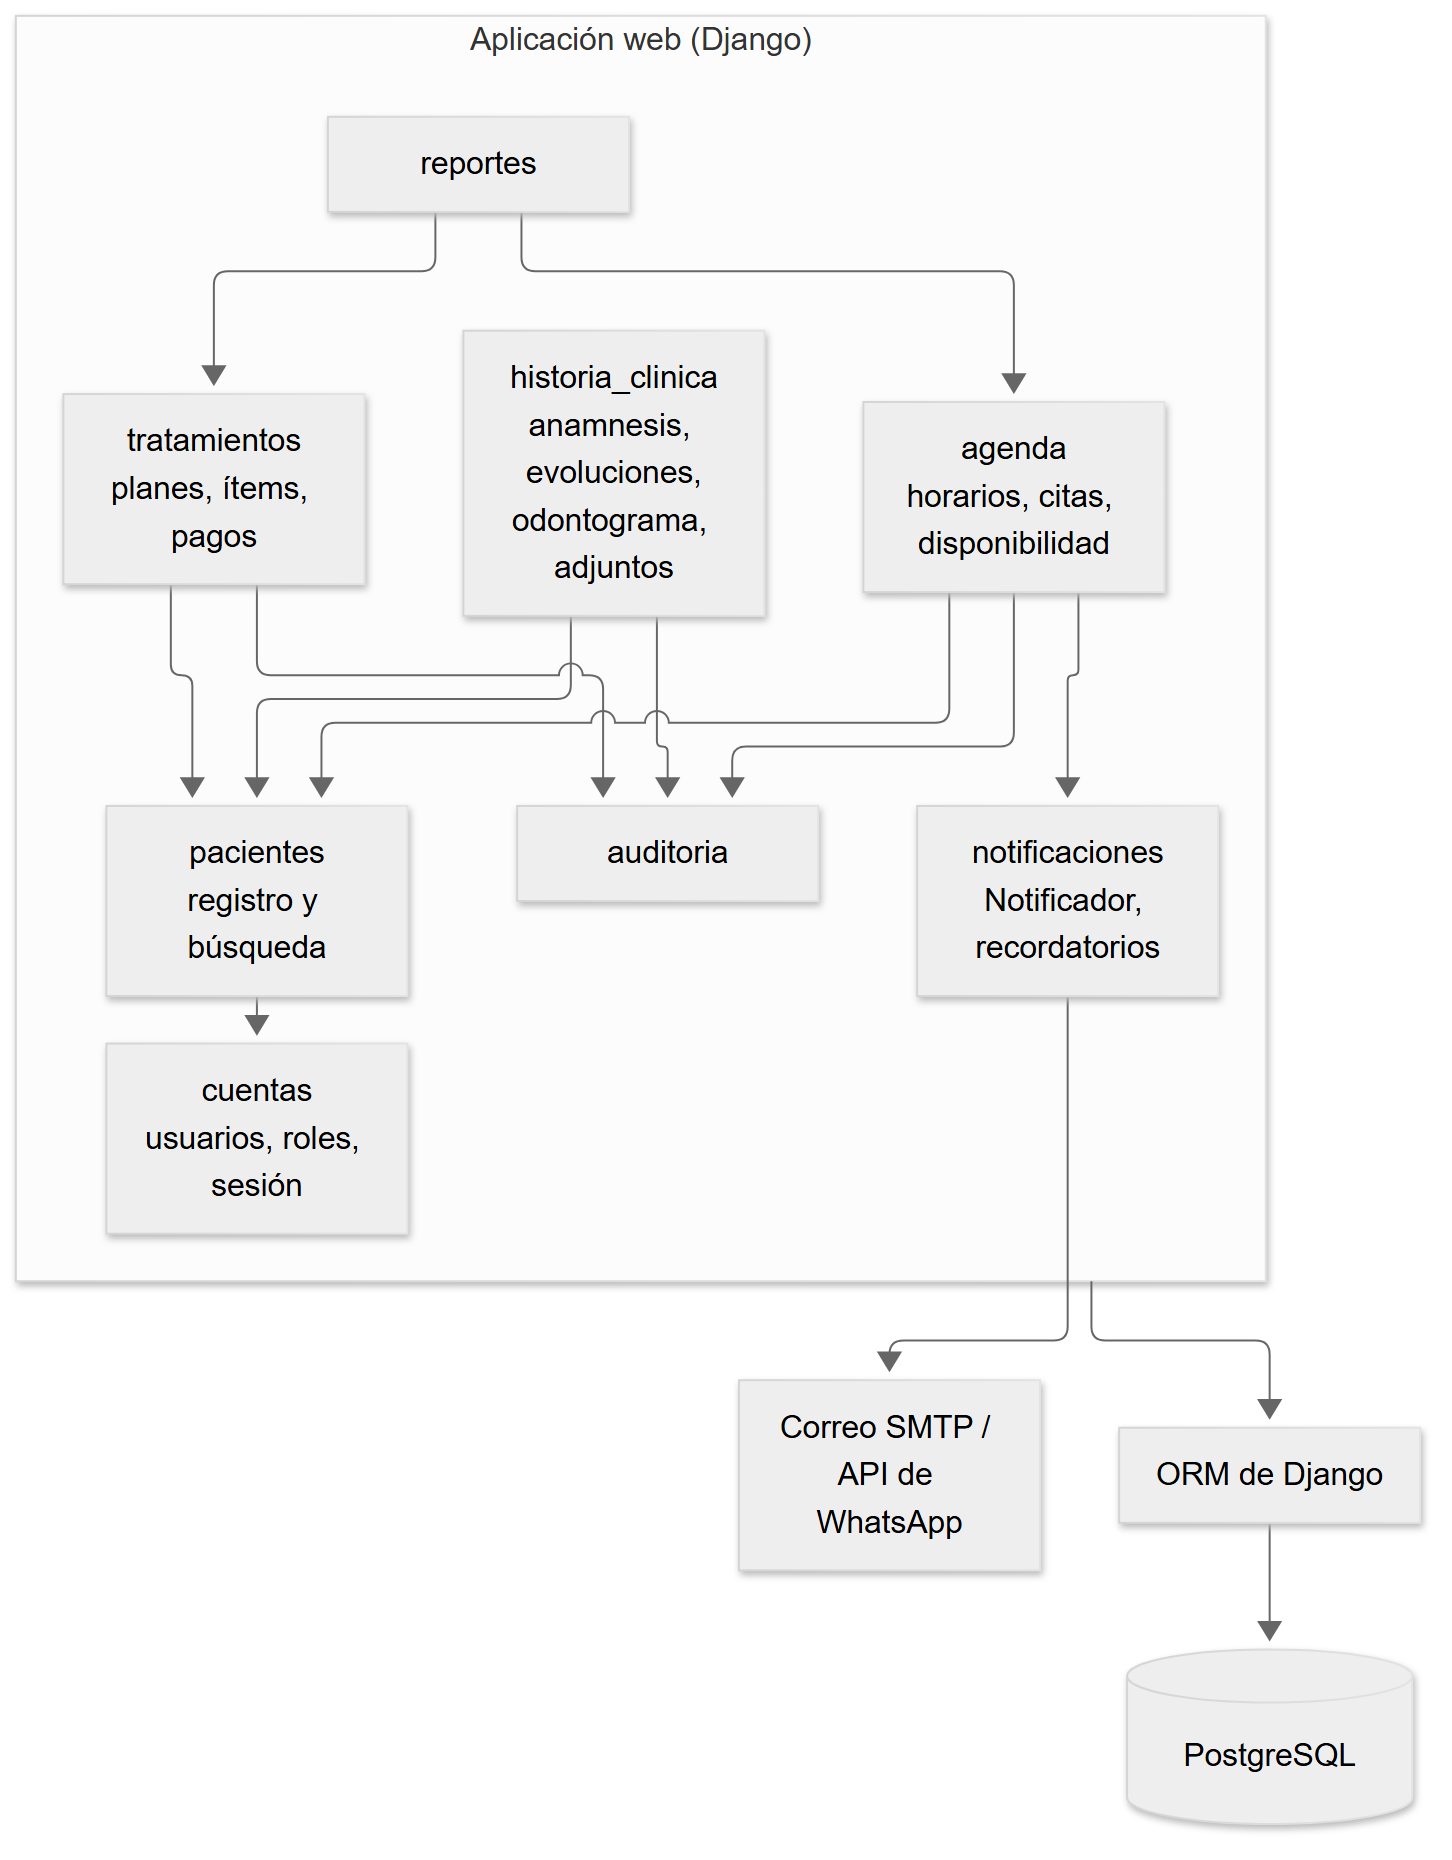 Aplicación web (Django)
reportes
tratamientos
planes, ítems,
pagos
historia_clinica
anamnesis,
evoluciones,
odontograma,
adjuntos
agenda
horarios, citas,
disponibilidad
pacientes
registro y
búsqueda
auditoria
notificaciones
Notificador,
recordatorios
cuentas
usuarios, roles,
sesión
Correo SMTP /
API de
WhatsApp
ORM de Django
PostgreSQL